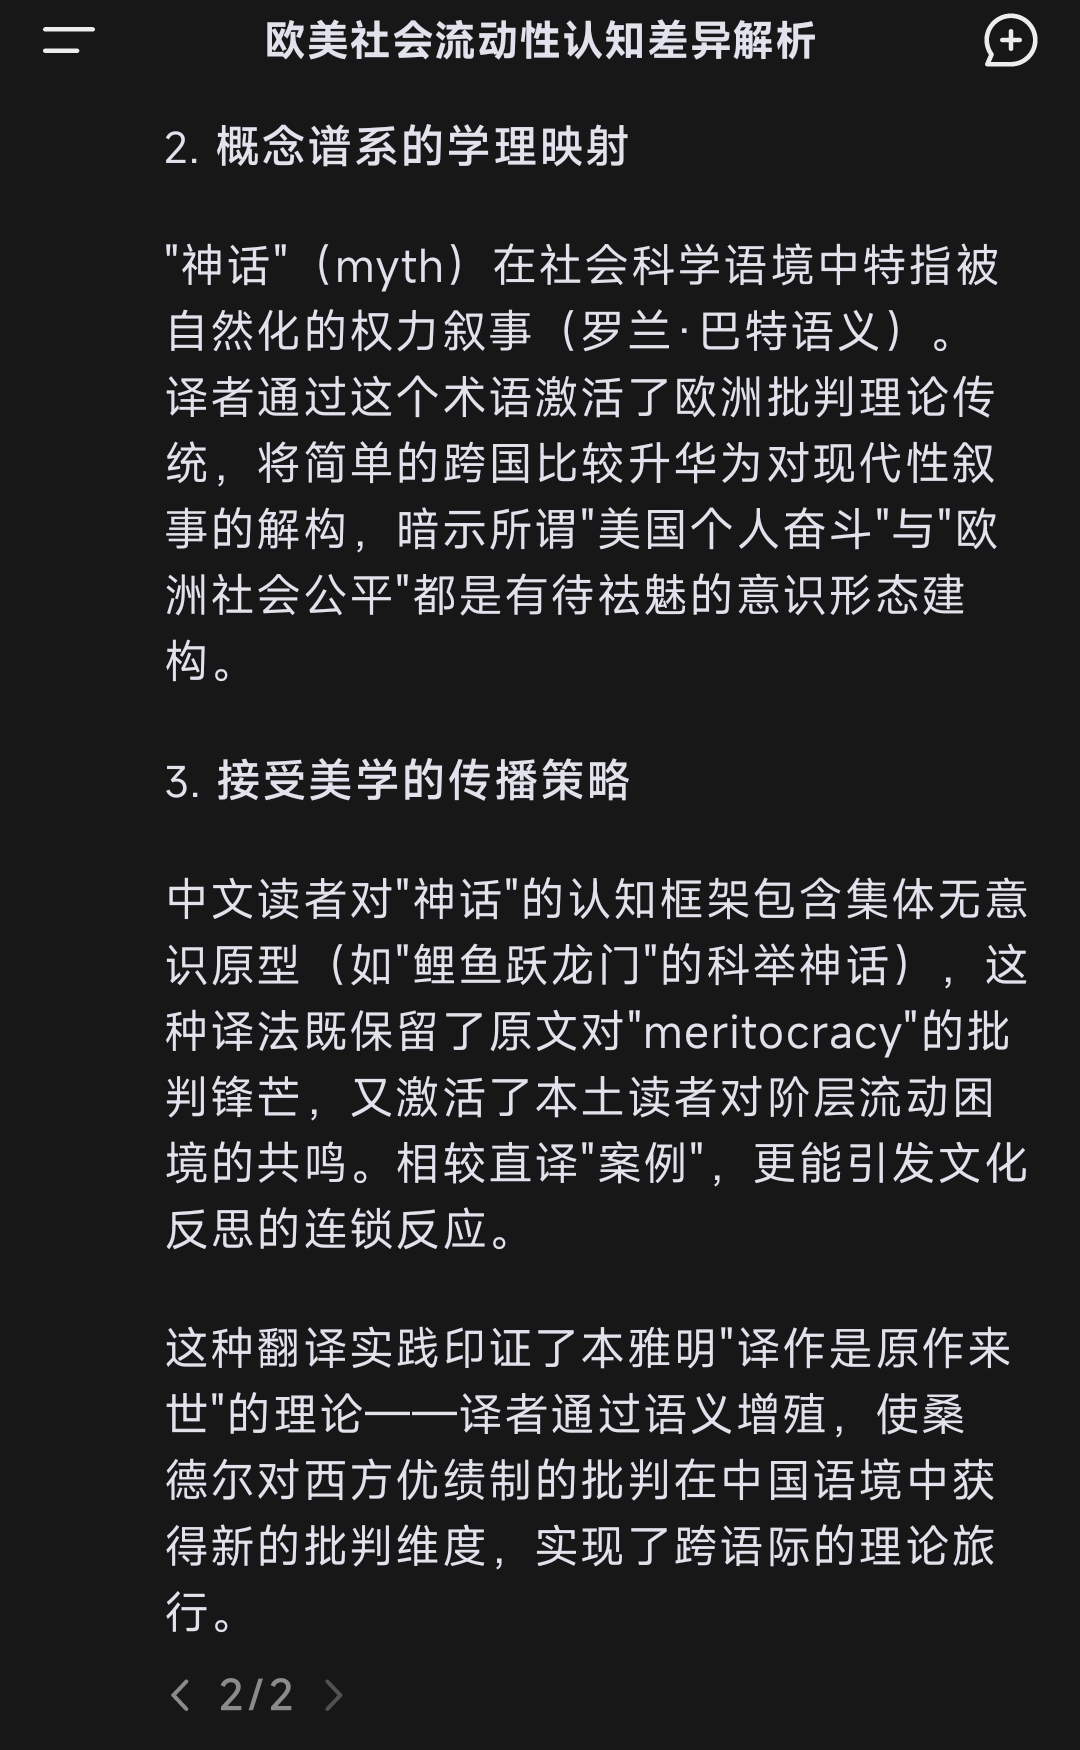 欧美社会流动性认知差异解析
2. 概念谱系的学理映射
"神话"（myth）在社会科学语境中特指被
自然化的权力叙事（罗兰·巴特语义）。
译者通过这个术语激活了欧洲批判理论传
统，将简单的跨国比较升华为对现代性叙
事的解构，暗示所谓"美国个人奋斗"与"欧
洲社会公平"都是有待祛魅的意识形态建
构。
3. 接受美学的传播策略
中文读者对"神话"的认知框架包含集体无意
识原型（如"鲤鱼跃龙门"的科举神话），这
种译法既保留了原文对"meritocracy"的批
判锋芒，又激活了本土读者对阶层流动困
境的共鸣。相较直译"案例"，更能引发文化
反思的连锁反应。
这种翻译实践印证了本雅明"译作是原作来
世"的理论——译者通过语义增殖，使桑
德尔对西方优绩制的批判在中国语境中获
得新的批判维度，实现了跨语际的理论旅
行。
2/2